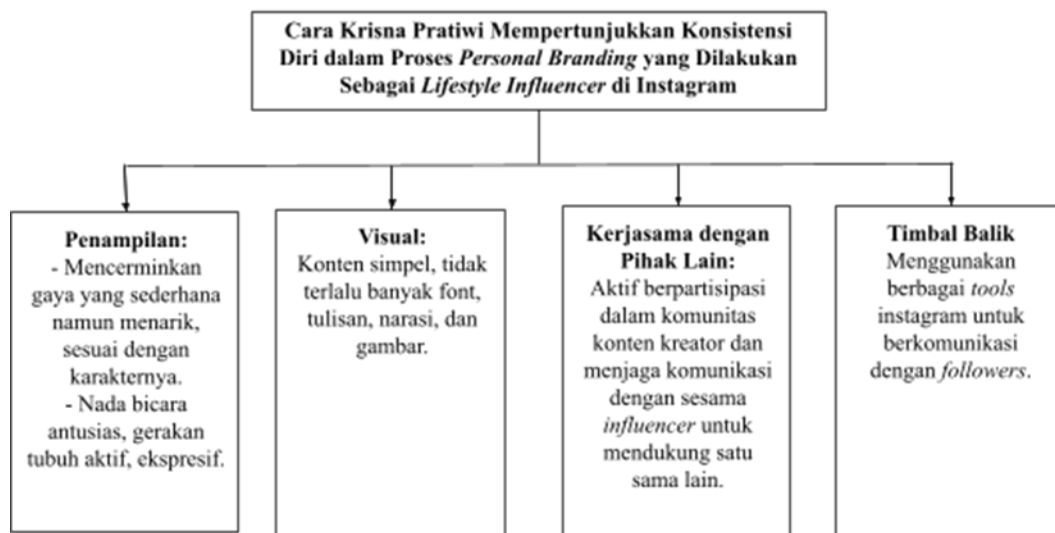 Cara Krisna Pratiwi Mempertunjukkan Konsistensi
Diri dalam Proses Personal Branding yang Dilakukan
Sebagai Lifestyle Influencer di Instagram
Penampilan:
- Mencerminkan
gaya yang sederhana
namun menarik,
sesuai dengan
karakternya.
- Nada bicara
antusias, gerakan
tubuh aktif, ekspresif.
Visual:
Konten simpel, tidak
terlalu banyak font,
tulisan, narasi, dan
gambar.
Kerjasama dengan
Pihak Lain:
Aktif berpartisipasi
dalam komunitas
konten kreator dan
menjaga komunikasi
dengan sesama
influencer untuk
mendukung satu
sama lain.
Timbal Balik
Menggunakan
berbagai tools
instagram untuk
berkomunikasi
dengan followers.